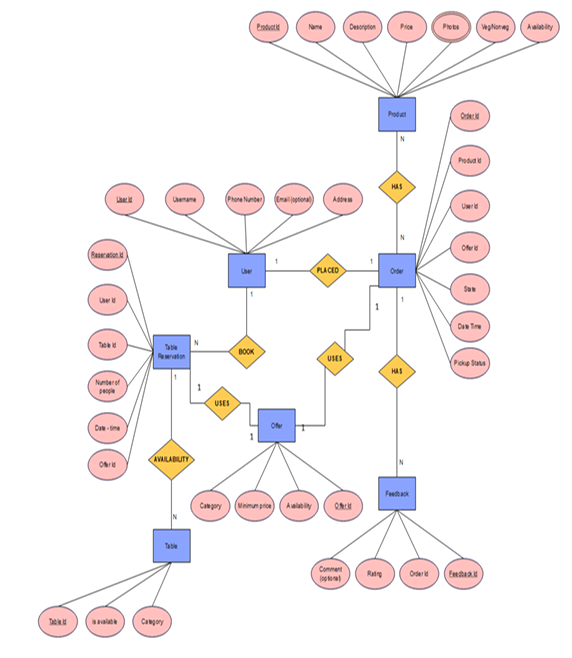 Product Id
Name
Description
Price
Photos
Veg/Nonveg
Availability
Product
N
HAS
N
Order Id
Product Id
User Id
Offer Id
State
Date Time
Pickup Status
User Id
Username
Phone Number
Email (optional)
Address
User
1
PLACED
1
Order
1
1
1
Reservation Id
User Id
Table Id
Number of
people
Date - time
Offer Id
Table
Reservation
N
BOOK
USES
HAS
1
1
USES
1
Offer
1
AVAILABILITY
N
Table
Category
Minimum price
Availability
Offer Id
N
Feedback
Comment
(optional)
Rating
Order Id
Feedback Id
Table Id
is available
Category